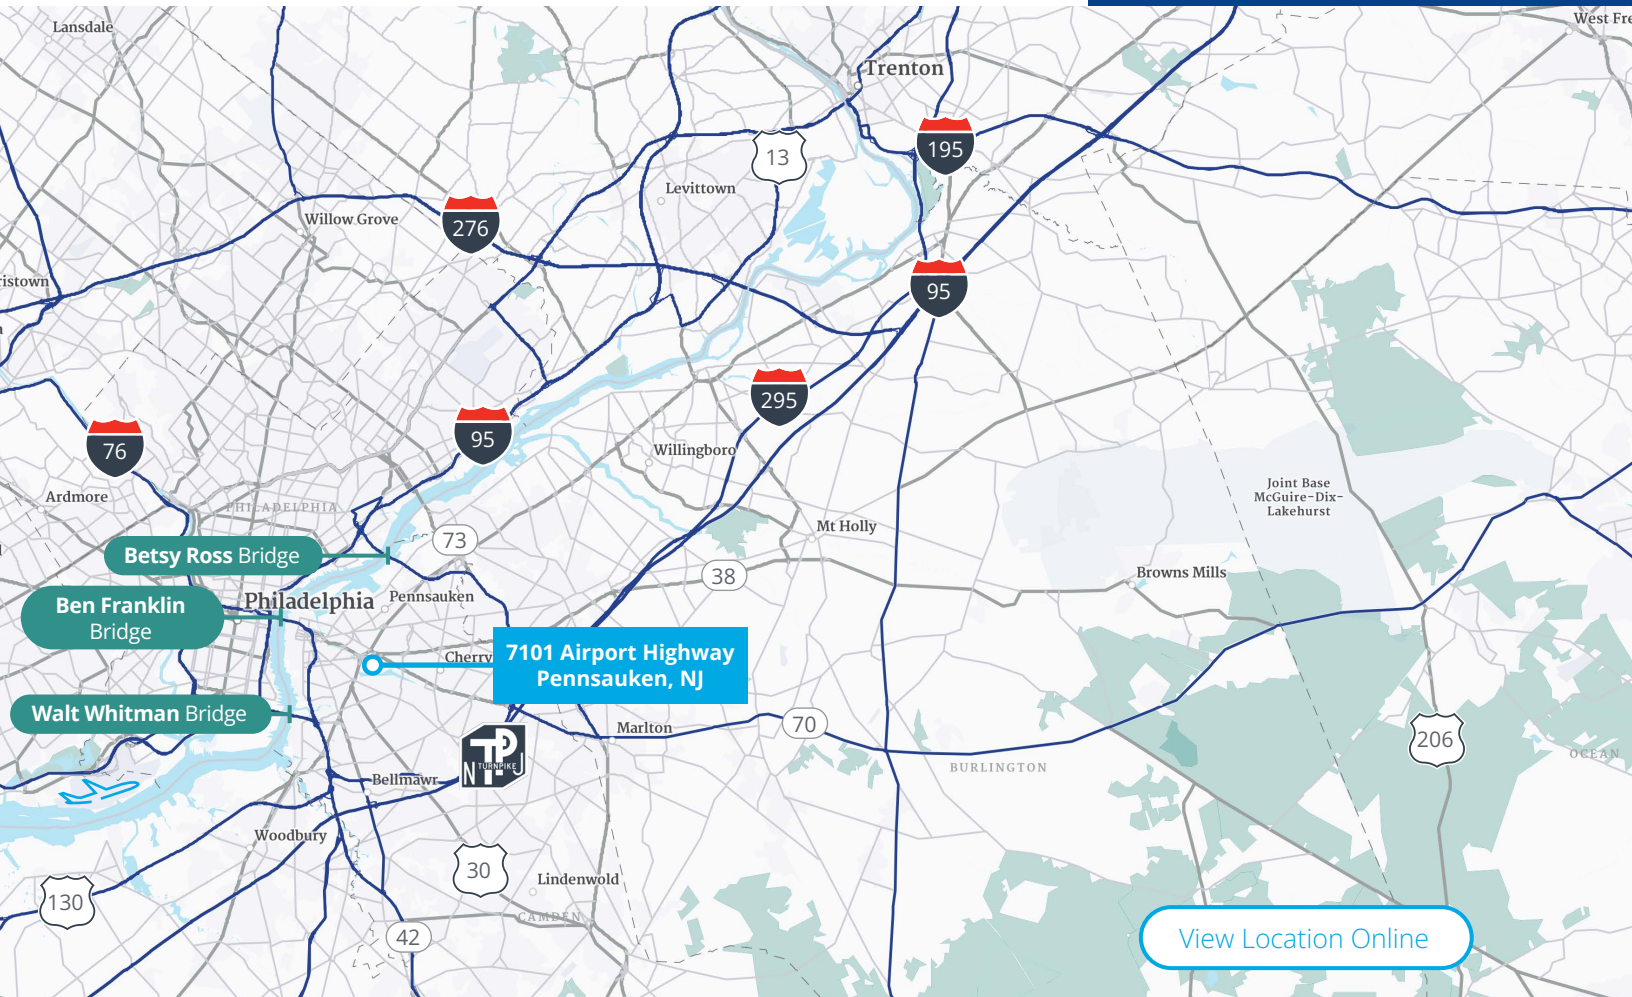 Lansdale
West Fre
Trenton
195
13
Levittown
Willow Grove
276
ristown
95
295
95
76
Willingboro
Ardmore
PHILADELPHIA
Joint Base
McGuire-Dix-
Lakehurst
Mt Holly
73
Betsy Ross Bridge
38
Browns Mills
Ben Franklin
Bridge
Philadelphia
Pennsauken
7101 Airport Highway
Pennsauken, NJ
Cherry
Walt Whitman Bridge
Marlton
70
206
TP
TURNPIKE
NJ
OCEAN
BURLINGTON
Bellmawr
Woodbury
30
Lindenwold
130
CAMDEN
42
View Location Online